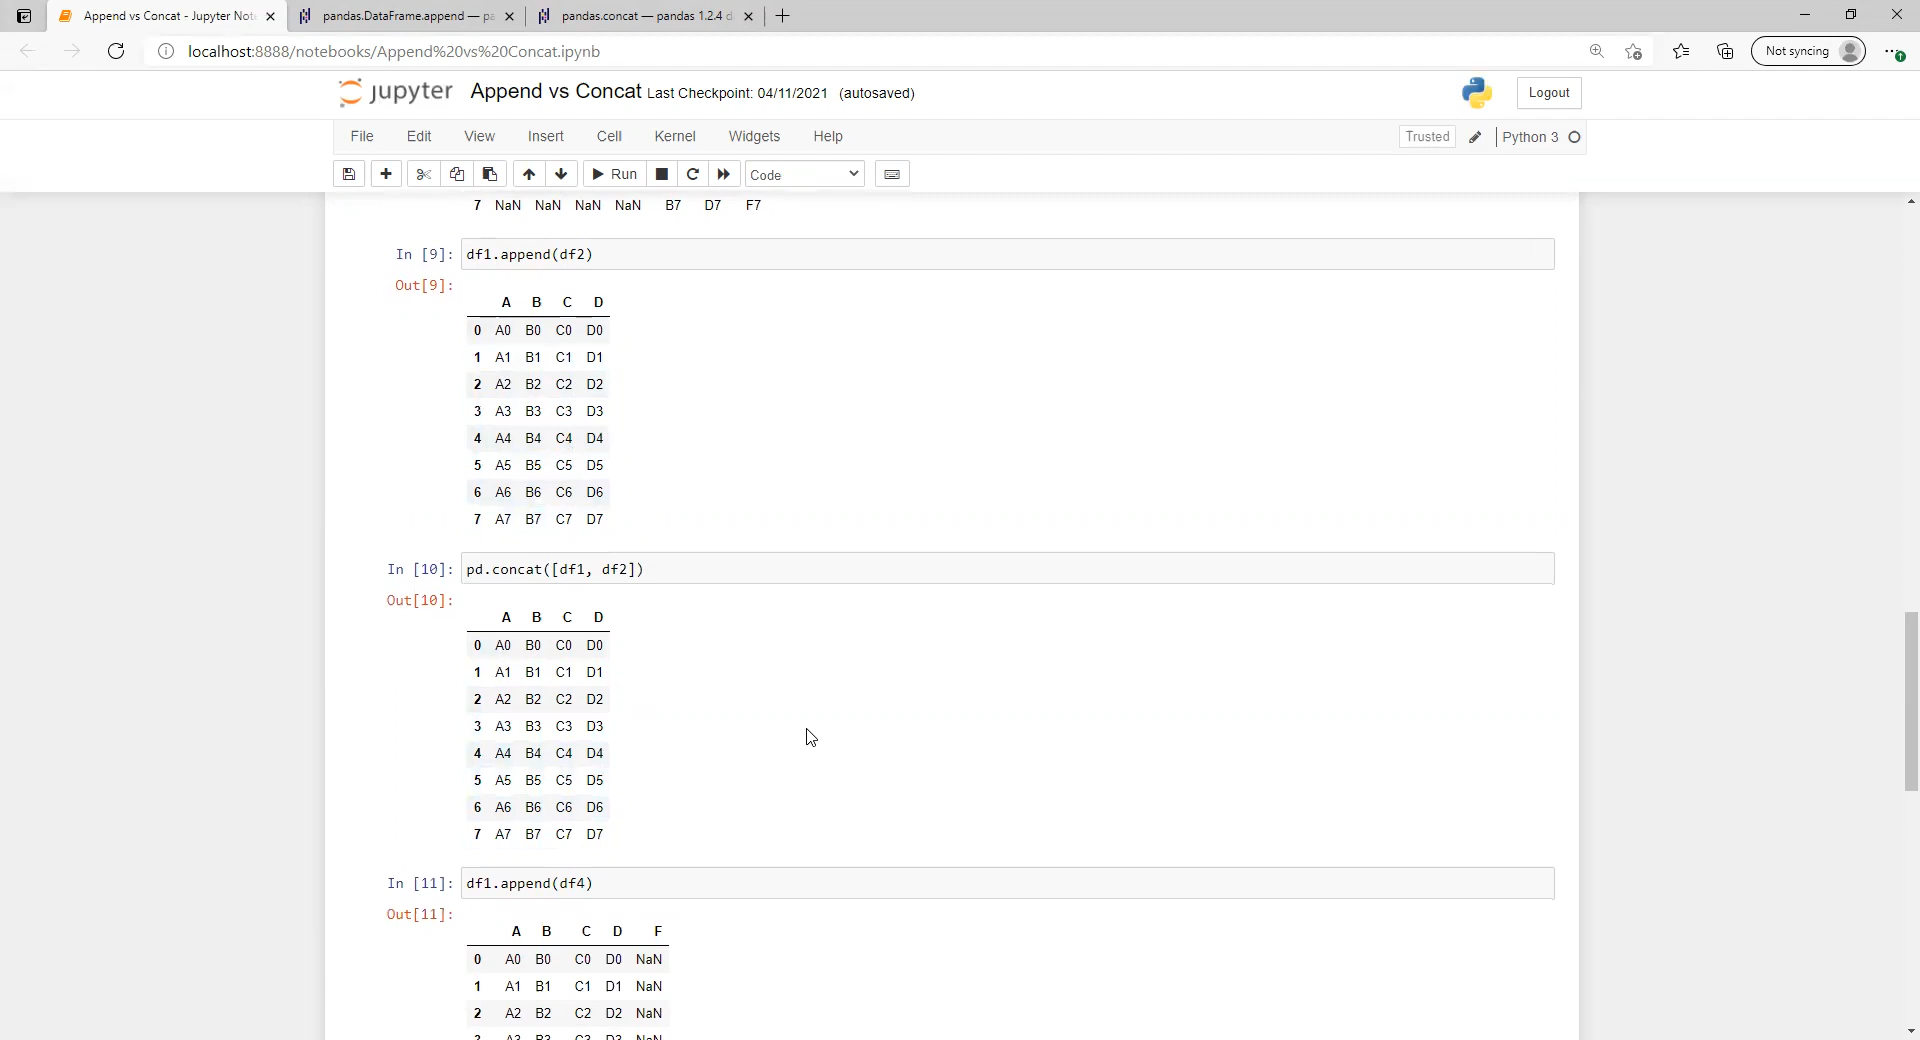 Append vs Concat - Jupyter Not
pandas.DataFrame.append — pa
pandas.concat — pandas 1.2.4 d
localhost:8888/notebooks/Append%20vs%20Concat.ipynb
Not syncing
jupyter Append vs Concat Last Checkpoint: 04/11/2021 (autosaved)
Logout
File Edit View Insert Cell Kernel Widgets Help
Trusted
Python 3
Run
Code
7 NaN NaN NaN NaN B7 D7 F7
In [9]: df1.append(df2)
Out[9]:
A B C D
0 A0 B0 C0 D0
1 A1 B1 C1 D1
2 A2 B2 C2 D2
3 A3 B3 C3 D3
4 A4 B4 C4 D4
5 A5 B5 C5 D5
6 A6 B6 C6 D6
7 A7 B7 C7 D7
In [10]: pd.concat([df1, df2])
Out[10]:
A B C D
0 A0 B0 C0 D0
1 A1 B1 C1 D1
2 A2 B2 C2 D2
3 A3 B3 C3 D3
4 A4 B4 C4 D4
5 A5 B5 C5 D5
6 A6 B6 C6 D6
7 A7 B7 C7 D7
In [11]: df1.append(df4)
Out[11]:
A B C D F
0 A0 B0 C0 D0 NaN
1 A1 B1 C1 D1 NaN
2 A2 B2 C2 D2 NaN
3 A3 B3 C3 D3 NaN